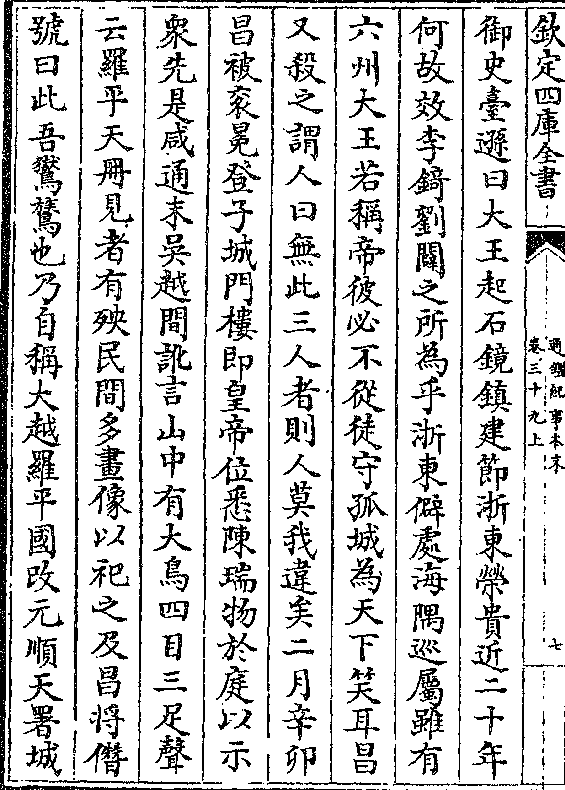 欽定四庫全書
通鑑紀事本末
卷三十九上
七
御史臺遜曰大王起石鏡鎮建節浙東榮貴近二十年
何故效李錡劉闢之所為乎浙東僻處海隅巡屬雖有
六州大王若稱帝彼必不從徒守孤城為天下笑耳昌
又殺之謂人曰無此三人者則人莫我違矣二月辛卯
昌被衮冕登子城門樓即皇帝位悉陳瑞物於庭以示
衆先是咸通末吳越間訛言山中有大鳥四目三足聲
云羅平天冊見者有殃民間多畫像以祀之及昌將僭
號曰此吾鸑鷟也乃自稱大越羅平國改元順天署城